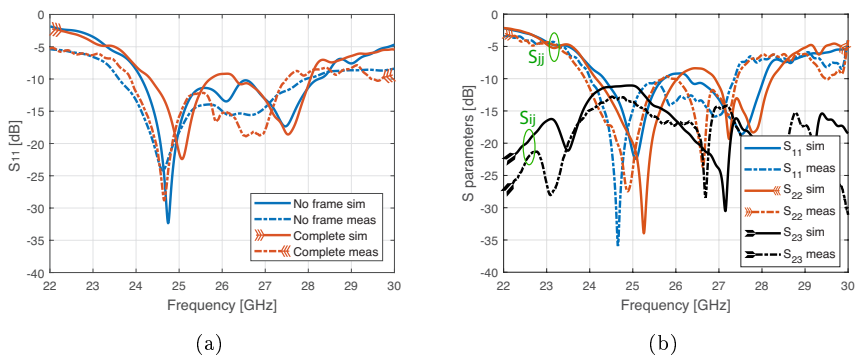 0
-5
-10
-15
-20
-25
-30
-35
-40
S11 [dB]
22 23 24 25 26 27 28 29 30
Frequency [GHz]
No frame sim
No frame meas
Complete sim
Complete meas
(a)
0
-5
-10
-15
-20
-25
-30
-35
-40
S parameters [dB]
Sjj
Sij
22 23 24 25 26 27 28 29 30
Frequency [GHz]
S11 sim
S11 meas
S22 sim
S22 meas
S23 sim
S23 meas
(b)